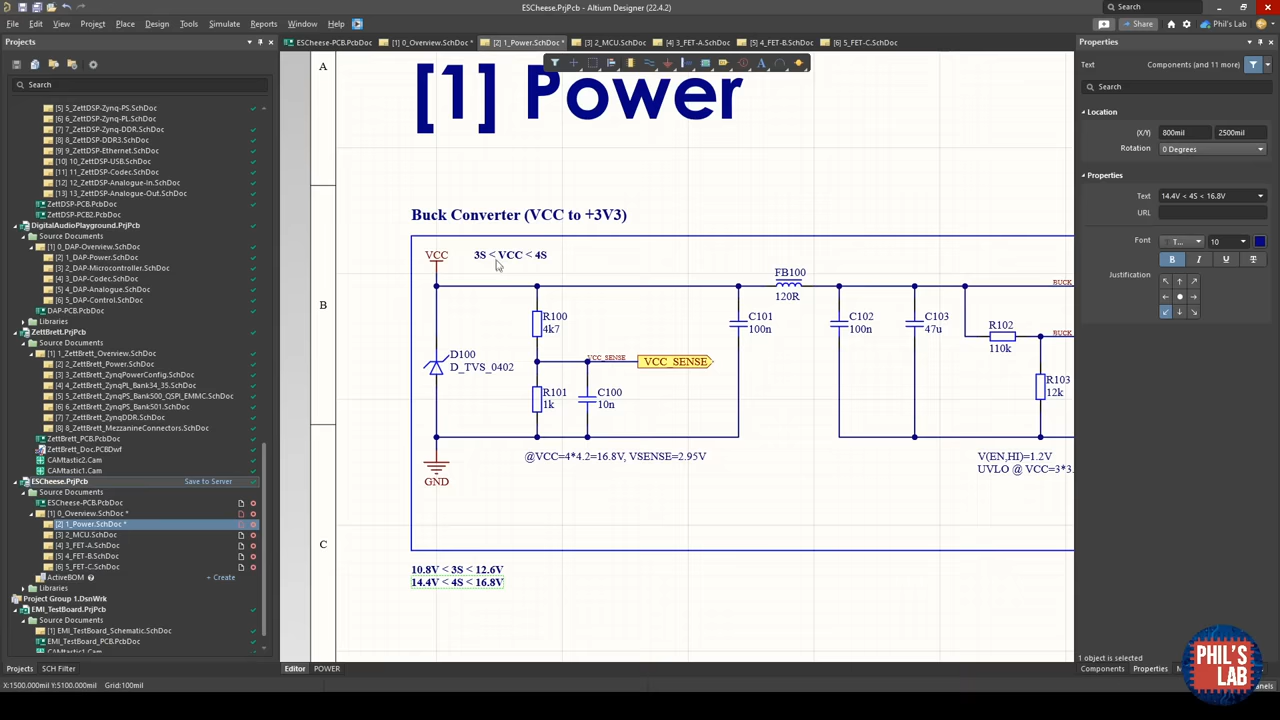 ESCheese.PrjPcb - Altium Designer (22.4.2)
Search
File Edit View Project Place Design Tools Simulate Reports Window Help
Share
Phil's Lab
Projects
ESCheese-PCB.PcbDoc
[1] 0_Overview.SchDoc *
[2] 1_Power.SchDoc *
[3] 2_MCU.SchDoc
[4] 3_FET-A.SchDoc
[5] 4_FET-B.SchDoc
[6] 5_FET-C.SchDoc
Search
[5] 5_ZettDSP-Zynq-PS.SchDoc
[6] 6_ZettDSP-Zynq-PL.SchDoc
[7] 7_ZettDSP-Zynq-DDR.SchDoc
[8] 8_ZettDSP-DDR3.SchDoc
[9] 9_ZettDSP-Ethernet.SchDoc
[10] 10_ZettDSP-USB.SchDoc
[11] 11_ZettDSP-Codec.SchDoc
[12] 12_ZettDSP-Analogue-In.SchDoc
[13] 13_ZettDSP-Analogue-Out.SchDoc
ZettDSP-PCB.PcbDoc
ZettDSP-PCB2.PcbDoc
DigitalAudioPlayground.PrjPcb
Source Documents
[1] 0_DAP-Overview.SchDoc
[2] 1_DAP-Power.SchDoc
[3] 2_DAP-Microcontroller.SchDoc
[4] 3_DAP-Codec.SchDoc
[5] 4_DAP-Analogue.SchDoc
[6] 5_DAP-Control.SchDoc
DAP-PCB.PcbDoc
Libraries
ZettBrett.PrjPcb
Source Documents
[1] 1_ZettBrett_Overview.SchDoc
[2] 2_ZettBrett_Power.SchDoc
[3] 3_ZettBrett_ZynqPowerConfig.SchDoc
[4] 4_ZettBrett_ZynqPL_Bank34_35.SchDoc
[5] 5_ZettBrett_ZynqPS_Bank500_QSPI_EMMC.SchDoc
[6] 6_ZettBrett_ZynqPS_Bank501.SchDoc
[7] 7_ZettBrett_ZynqDDR.SchDoc
[8] 8_ZettBrett_MezzanineConnectors.SchDoc
ZettBrett_PCB.PcbDoc
ZettBrett_Doc.PCBDwf
CAMtastic2.Cam
CAMtastic1.Cam
ESCheese.PrjPcb Save to Server
Source Documents
ESCheese-PCB.PcbDoc
[1] 0_Overview.SchDoc *
[2] 1_Power.SchDoc *
[3] 2_MCU.SchDoc
[4] 3_FET-A.SchDoc
[5] 4_FET-B.SchDoc
[6] 5_FET-C.SchDoc
ActiveBOM + Create
Libraries
Project Group 1.DsnWrk
EMI_TestBoard.PrjPcb
Source Documents
[1] EMI_TestBoard_Schematic.SchDoc
EMI_TestBoard_PCB.PcbDoc
CAMtastic1.Cam
Projects SCH Filter
X:1500.000mil Y:5100.000mil Grid:100mil
A
B
C
[1] Power
Buck Converter (VCC to +3V3)
VCC
3S < VCC < 4S
FB100
120R
R100
4k7
C101
100n
C102
100n
C103
47u
R102
110k
BUCK
BUCK
D100
D_TVS_0402
VCC_SENSE
VCC_SENSE
R101
1k
C100
10n
R103
12k
@VCC=4*4.2=16.8V, VSENSE=2.95V
V(EN,HI)=1.2V
UVLO @ VCC=3*3.
GND
10.8V < 3S < 12.6V
14.4V < 4S < 16.8V
Editor POWER
Properties
Text Components (and 11 more)
Search
Location
(X/Y) 800mil 2500mil
Rotation 0 Degrees
Properties
Text 14.4V < 4S < 16.8V
URL
Font T... 10
B I U T
Justification
1 object is selected
Components Properties
PHIL'S
LAB